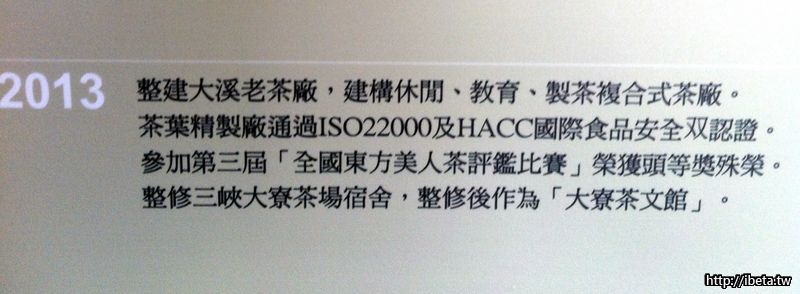 2013 整建大溪老茶廠，建構休閒、教育、製茶複合式茶廠。
茶葉精製廠通過ISO22000及HACC國際食品安全双認證。
參加第三屆「全國東方美人茶評鑑比賽」榮獲頭等獎殊榮。
整修三峽大寮茶場宿舍，整修後作為「大寮茶文館」。
http://ibeta.tw